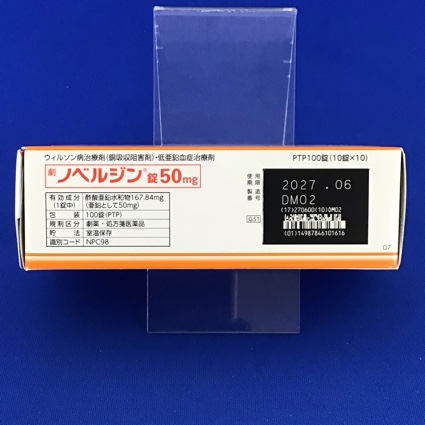 ウィルソン病治療剤(銅吸収阻害剤)・低亜鉛血症治療剤
PTP100錠(10錠×10)
劇 ノベルジン®錠50mg
有効成分(1錠中) 酢酸亜鉛水和物167.84mg
(亜鉛として50mg)
包装 100錠(PTP)
規制区分 劇薬・処方箋医薬品
貯法 室温保存
識別コード NPC98
使用期限 2027.06
製造番号 DM02
(17)270600(10)DM02
GS1
(01)14987846101616
D7